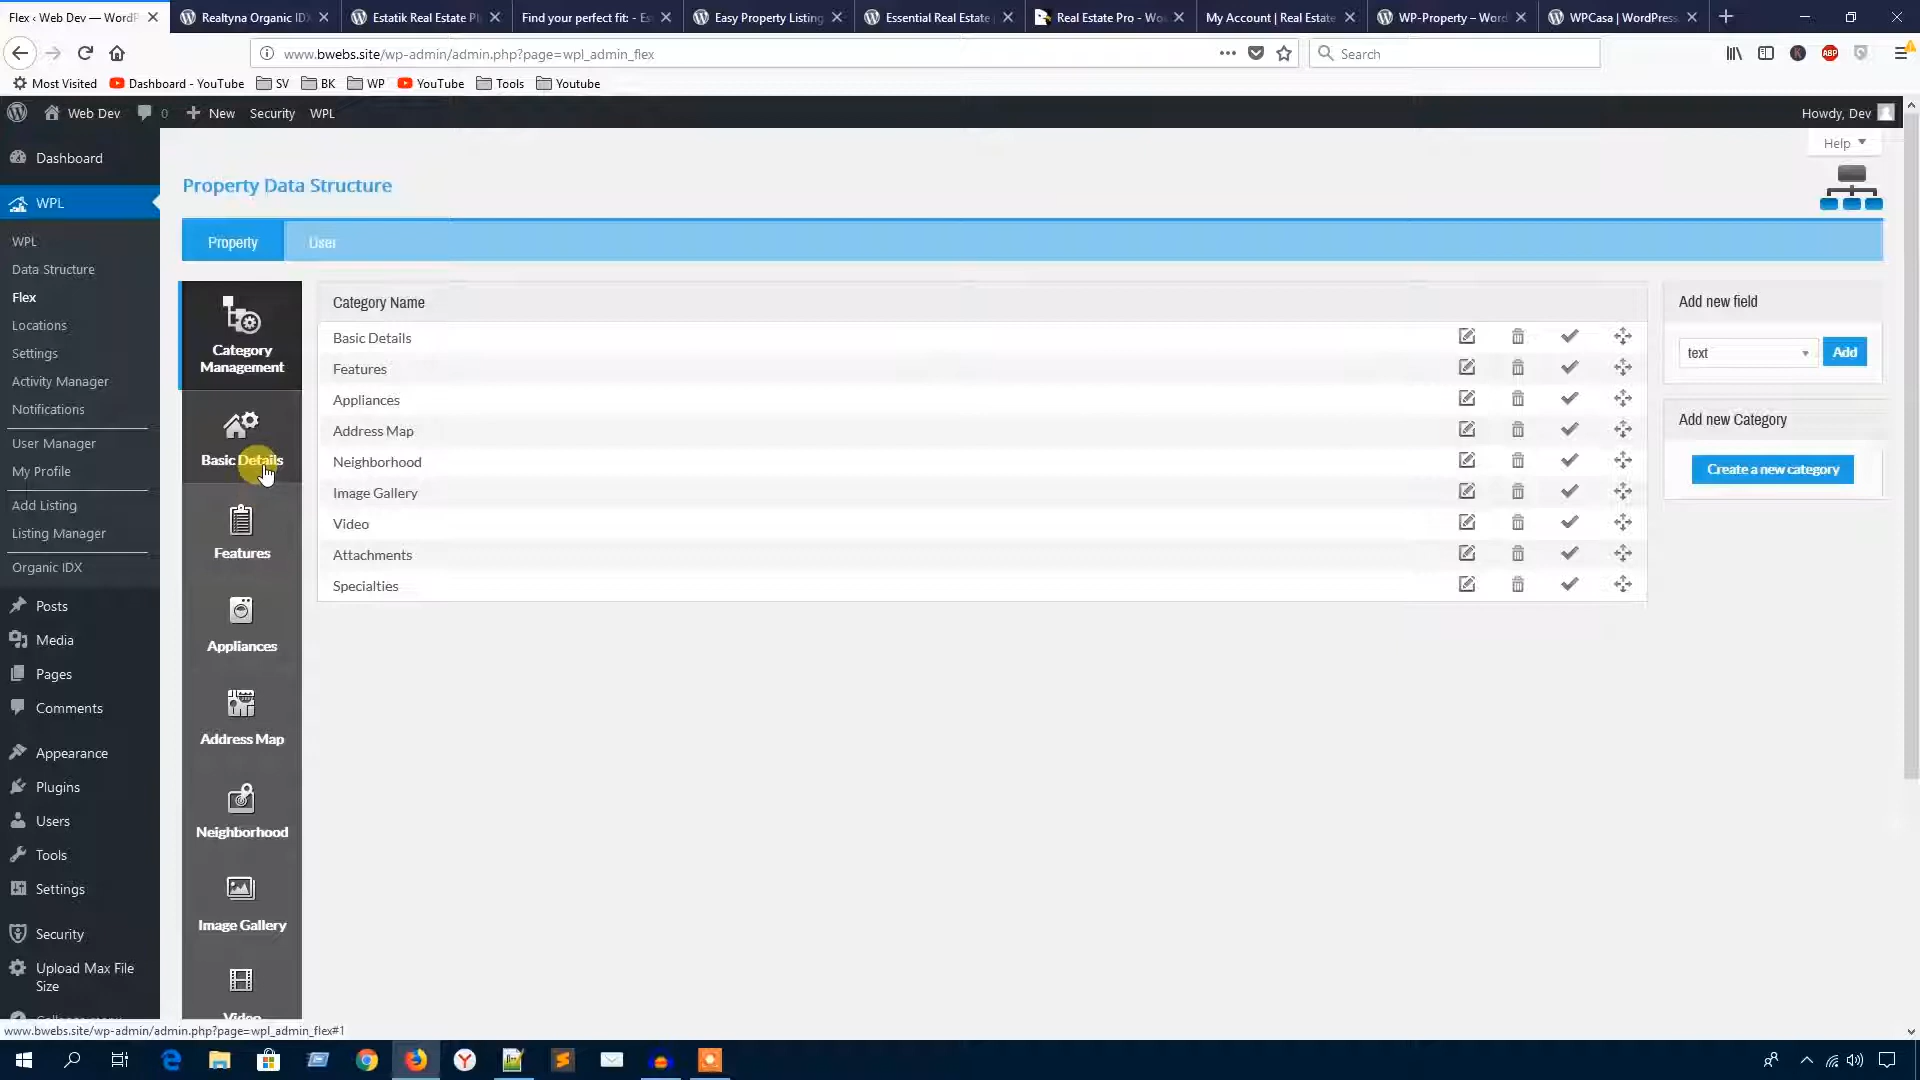 Flex ‹ Web Dev — WordP
Realtyna Organic IDX
Estatik Real Estate Pl
Find your perfect fit: - Es
Easy Property Listing
Essential Real Estate
Real Estate Pro - Wo
My Account | Real Estate
WP-Property – Word
WPCasa | WordPress
www.bwebs.site/wp-admin/admin.php?page=wpl_admin_flex
Search
Most Visited
Dashboard - YouTube
SV
BK
WP
YouTube
Tools
Youtube
Web Dev
0
New
Security
WPL
Howdy, Dev
Help
Dashboard
WPL
WPL
Data Structure
Flex
Locations
Settings
Activity Manager
Notifications
User Manager
My Profile
Add Listing
Listing Manager
Organic IDX
Posts
Media
Pages
Comments
Appearance
Plugins
Users
Tools
Settings
Security
Upload Max File
Size
Property Data Structure
Property
User
Category
Management
Basic Details
Features
Appliances
Address Map
Neighborhood
Image Gallery
Video
Category Name
Basic Details
Features
Appliances
Address Map
Neighborhood
Image Gallery
Video
Attachments
Specialties
Add new field
text
Add
Add new Category
Create a new category
www.bwebs.site/wp-admin/admin.php?page=wpl_admin_flex#1